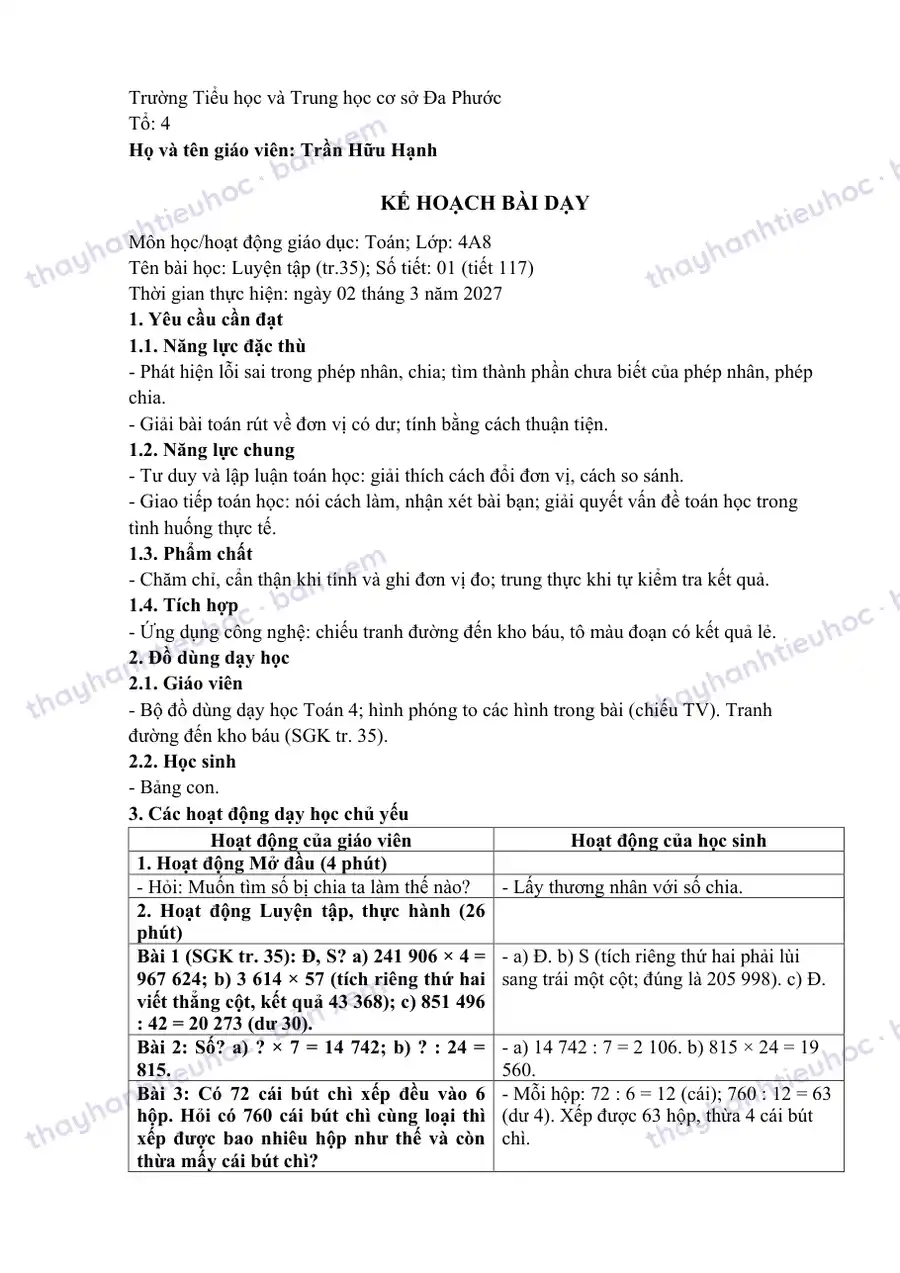 Trường Tiểu học và Trung học cơ sở Đa Phước
Tổ: 4
Họ và tên giáo viên: Trần Hữu Hạnh
KẾ HOẠCH BÀI DẠY
Môn học/hoạt động giáo dục: Toán; Lớp: 4A8
Tên bài học: Luyện tập (tr.35); Số tiết: 01 (tiết 117)
Thời gian thực hiện: ngày 02 tháng 3 năm 2027
1. Yêu cầu cần đạt
1.1. Năng lực đặc thù
- Phát hiện lỗi sai trong phép nhân, chia; tìm thành phần chưa biết của phép nhân, phép
chia.
- Giải bài toán rút về đơn vị có dư; tính bằng cách thuận tiện.
1.2. Năng lực chung
- Tư duy và lập luận toán học: giải thích cách đổi đơn vị, cách so sánh.
- Giao tiếp toán học: nói cách làm, nhận xét bài bạn; giải quyết vấn đề toán học trong
tình huống thực tế.
1.3. Phẩm chất
- Chăm chỉ, cẩn thận khi tính và ghi đơn vị đo; trung thực khi tự kiểm tra kết quả.
1.4. Tích hợp
- Ứng dụng công nghệ: chiếu tranh đường đến kho báu, tô màu đoạn có kết quả lẻ.
2. Đồ dùng dạy học
2.1. Giáo viên
- Bộ đồ dùng dạy học Toán 4; hình phóng to các hình trong bài (chiếu TV). Tranh
đường đến kho báu (SGK tr. 35).
2.2. Học sinh
- Bảng con.
3. Các hoạt động dạy học chủ yếu
Hoạt động của giáo viên
Hoạt động của học sinh
1. Hoạt động Mở đầu (4 phút)
- Hỏi: Muốn tìm số bị chia ta làm thế nào?
- Lấy thương nhân với số chia.
2. Hoạt động Luyện tập, thực hành (26
phút)
Bài 1 (SGK tr. 35): Đ, S? a) 241 906 × 4 =
967 624; b) 3 614 × 57 (tích riêng thứ hai
viết thẳng cột, kết quả 43 368); c) 851 496
: 42 = 20 273 (dư 30).
- a) Đ. b) S (tích riêng thứ hai phải lùi
sang trái một cột; đúng là 205 998). c) Đ.
Bài 2: Số? a) ? × 7 = 14 742; b) ? : 24 =
815.
- a) 14 742 : 7 = 2 106. b) 815 × 24 = 19
560.
Bài 3: Có 72 cái bút chì xếp đều vào 6
hộp. Hỏi có 760 cái bút chì cùng loại thì
xếp được bao nhiêu hộp như thế và còn
thừa mấy cái bút chì?
- Mỗi hộp: 72 : 6 = 12 (cái); 760 : 12 = 63
(dư 4). Xếp được 63 hộp, thừa 4 cái bút
chì.
thayhanhtieuhoc · bản xem
thayhanhtieuhoc · b
thayhanhtieuhoc · bản xem
thayhanhtieuhoc · b
thayhanhtieuhoc · bản xem
thayhanhtieuhoc · b